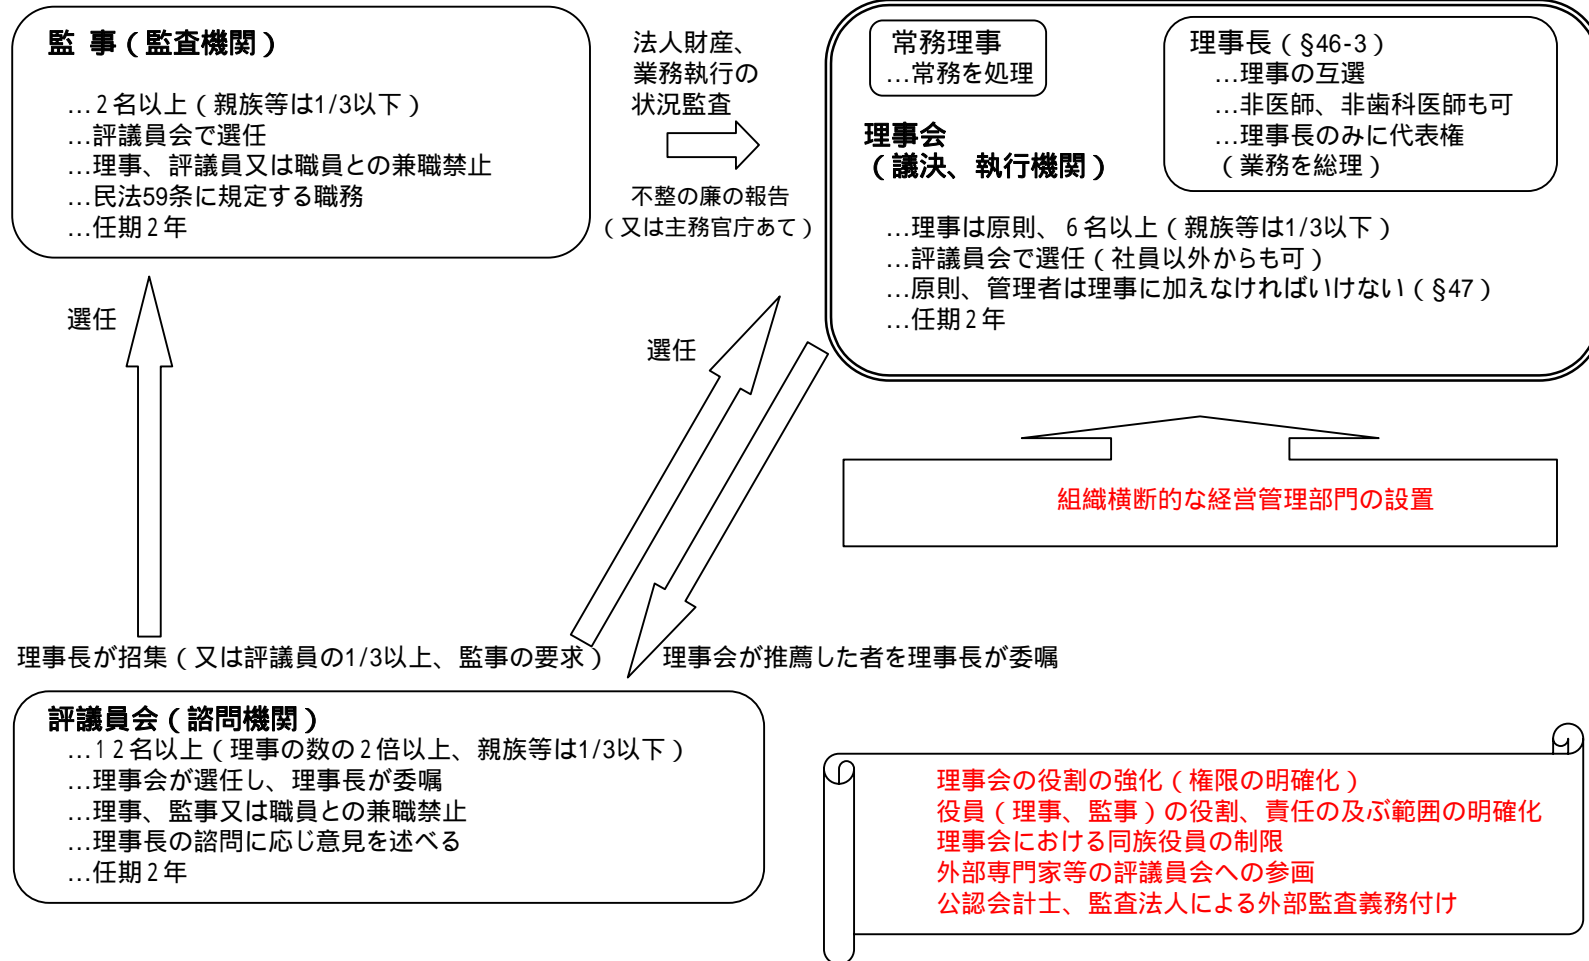 監 事（監査機関）
…２名以上（親族等は1/3以下）
…評議員会で選任
…理事、評議員又は職員との兼職禁止
…民法59条に規定する職務
…任期２年
法人財産、
業務執行の
状況監査
不整の廉の報告
（又は主務官庁あて）
常務理事
…常務を処理
理事長（§46-3）
…理事の互選
…非医師、非歯科医師も可
…理事長のみに代表権
（業務を総理）
理事会
（議決、執行機関）
…理事は原則、６名以上（親族等は1/3以下）
…評議員会で選任（社員以外からも可）
…原則、管理者は理事に加えなければいけない（§47）
…任期２年
選任
選任
組織横断的な経営管理部門の設置
理事長が招集（又は評議員の1/3以上、監事の要求）
理事会が推薦した者を理事長が委嘱
評議員会（諮問機関）
…１２名以上（理事の数の２倍以上、親族等は1/3以下）
…理事会が選任し、理事長が委嘱
…理事、監事又は職員との兼職禁止
…理事長の諮問に応じ意見を述べる
…任期２年
理事会の役割の強化（権限の明確化）
役員（理事、監事）の役割、責任の及ぶ範囲の明確化
理事会における同族役員の制限
外部専門家等の評議員会への参画
公認会計士、監査法人による外部監査義務付け